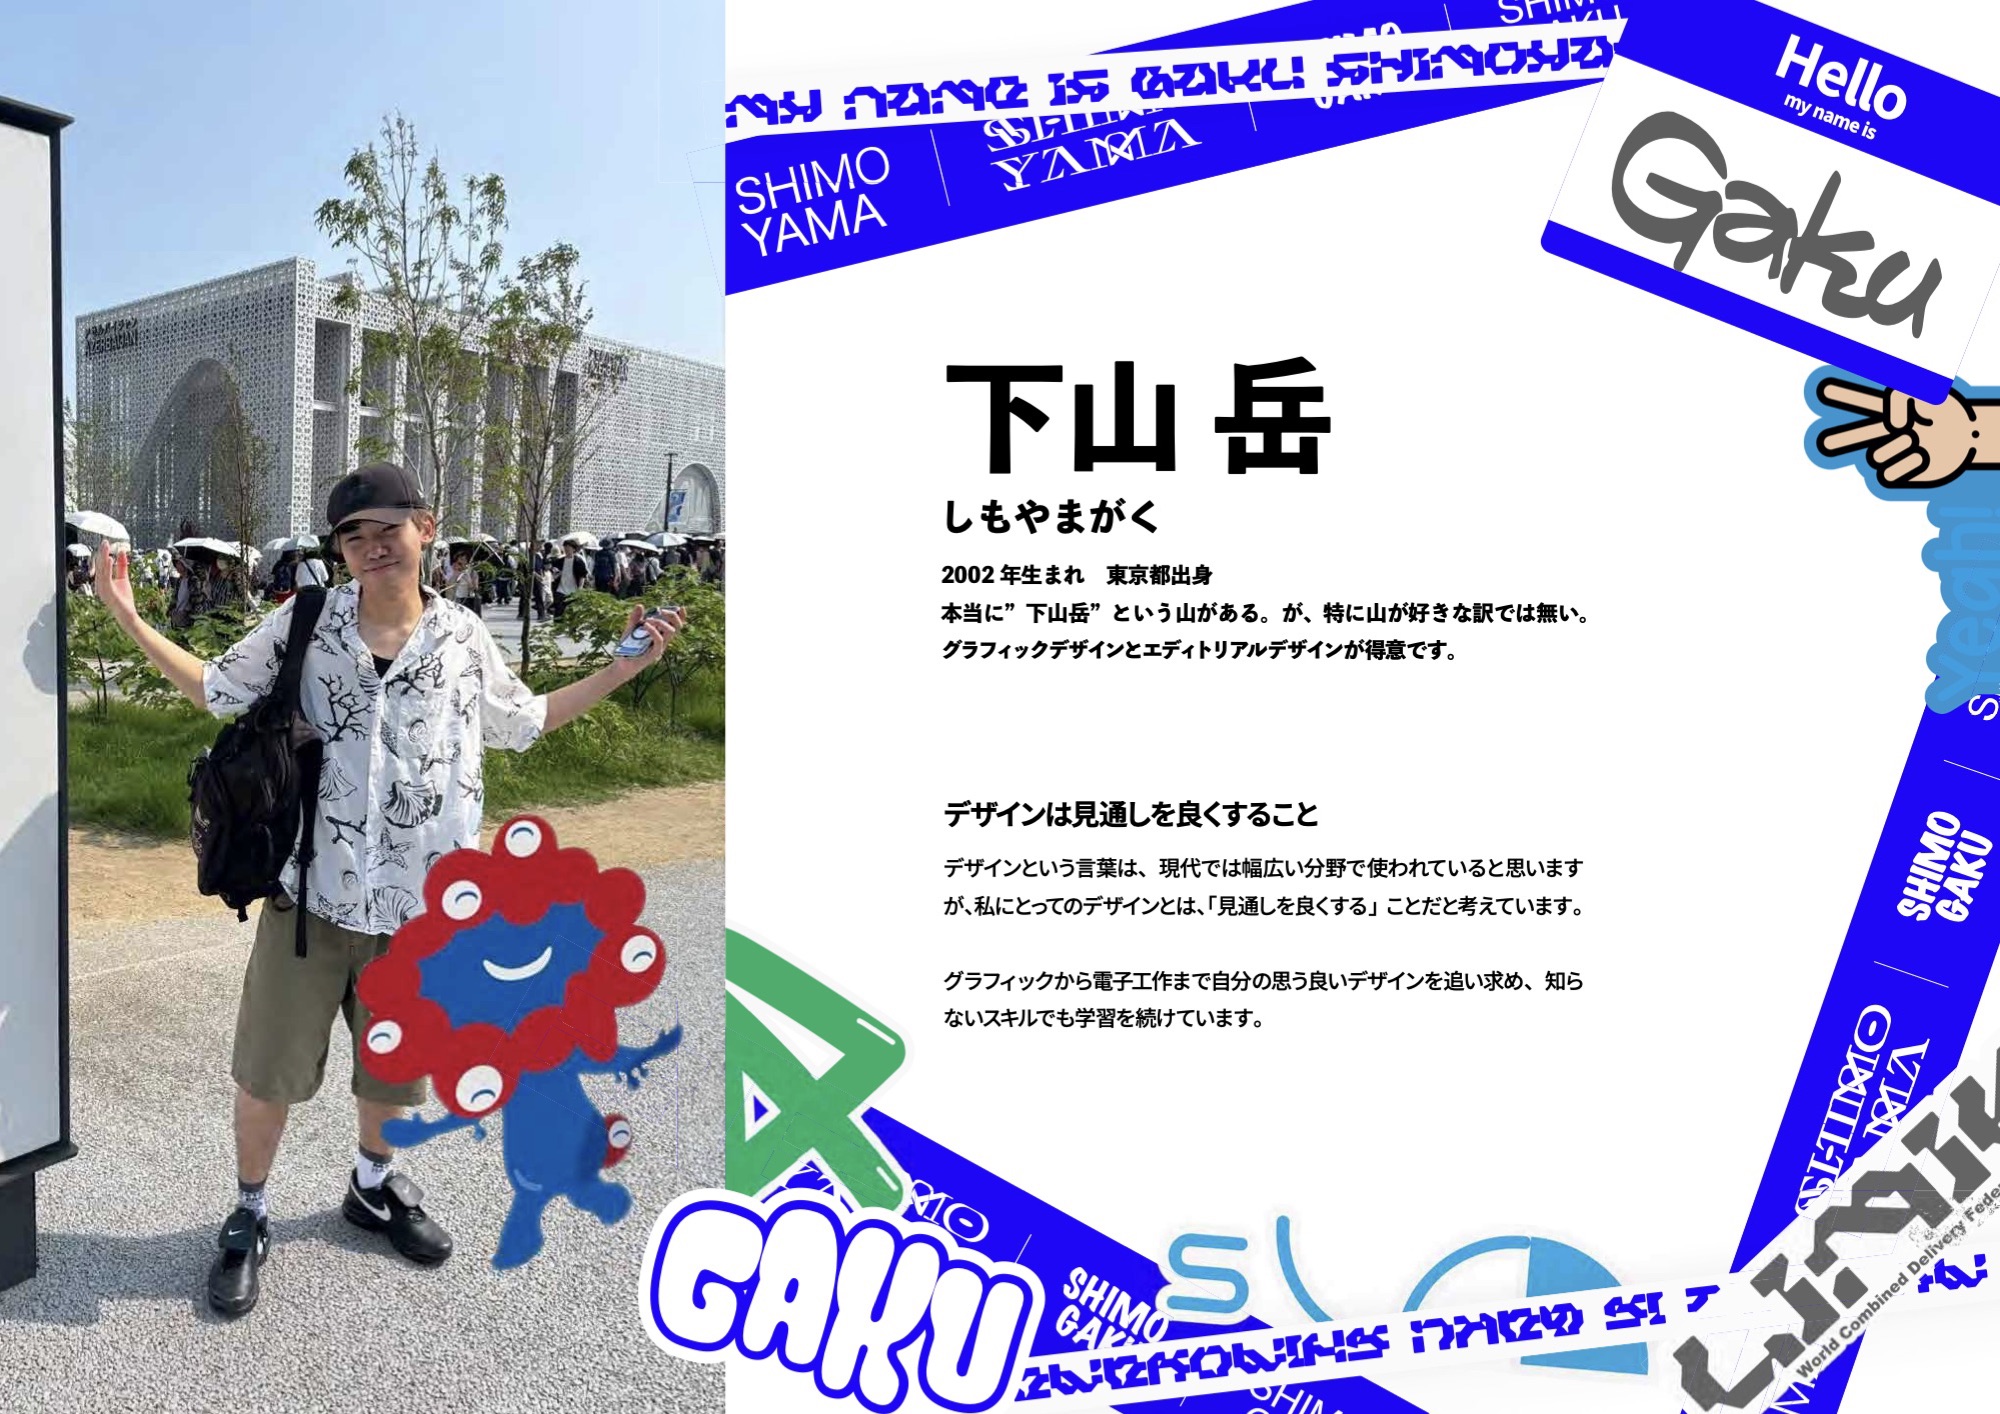 AZERBAIJAN
AZERBAIJAN
MY NAME IS GAKU SHIMOYA
SHIMO
YAMA
SHIMO
YAMA
SHIMO
Hello
my name is
Gaku
下山 岳
しもやまがく
2002 年生まれ　東京都出身
本当に”下山岳”という山がある。が、特に山が好きな訳では無い。
グラフィックデザインとエディトリアルデザインが得意です。
yeah!
デザインは見通しを良くすること
デザインという言葉は、現代では幅広い分野で使われていると思います
が、私にとってのデザインとは、「見通しを良くする」ことだと考えています。
グラフィックから電子工作まで自分の思う良いデザインを追い求め、知ら
ないスキルでも学習を続けています。
SHIMO
GAKU
SHIMO
GAKU
SHIMO
GAKU
World Combined Delivery Fede